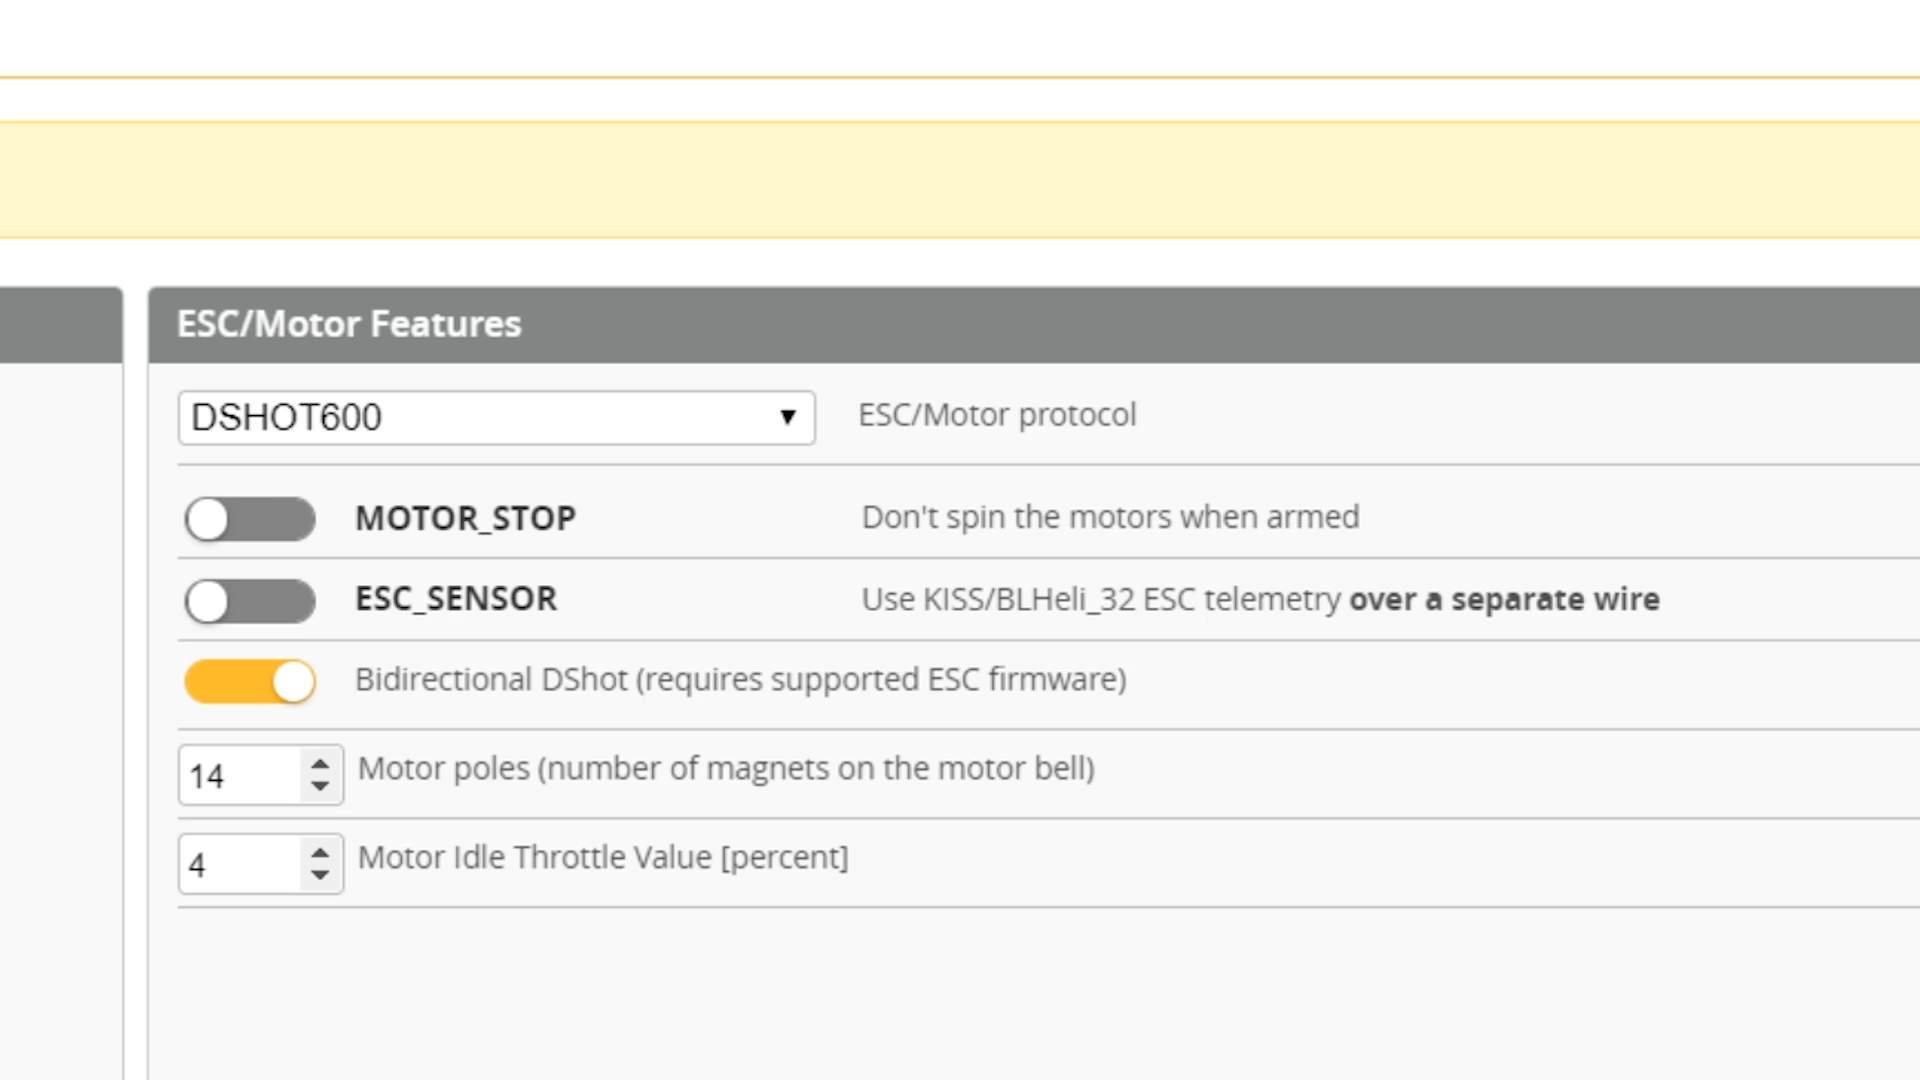 ESC/Motor Features
DSHOT600 ESC/Motor protocol
MOTOR_STOP Don't spin the motors when armed
ESC_SENSOR Use KISS/BLHeli_32 ESC telemetry over a separate wire
Bidirectional DShot (requires supported ESC firmware)
14 Motor poles (number of magnets on the motor bell)
4 Motor Idle Throttle Value [percent]